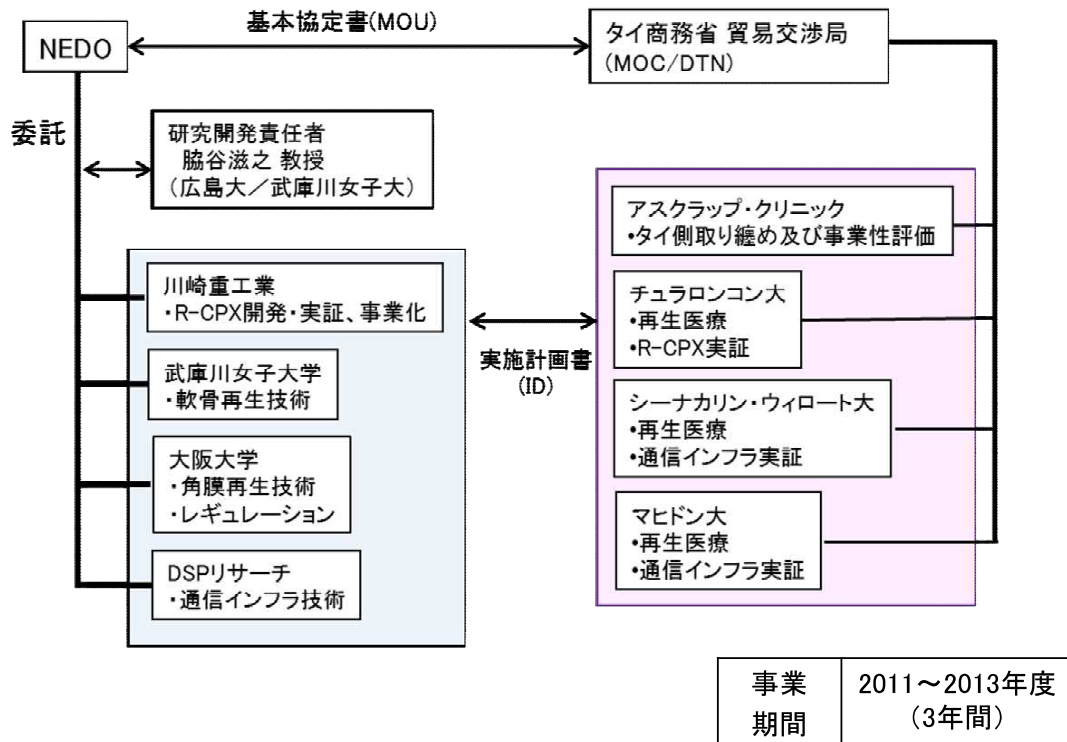 基本協定書(MOU)
NEDO
タイ商務省 貿易交渉局
(MOC/DTN)
委託
研究開発責任者
脇谷滋之 教授
(広島大／武庫川女子大)
川崎重工業
・R-CPX開発・実証、事業化
武庫川女子大学
・軟骨再生技術
大阪大学
・角膜再生技術
・レギュレーション
DSPリサーチ
・通信インフラ技術
実施計画書
(ID)
アスクラップ・クリニック
•タイ側取り纏め及び事業性評価
チュラロンコン大
•再生医療
•R-CPX実証
シーナカリン・ウィロート大
•再生医療
•通信インフラ実証
マヒドン大
•再生医療
•通信インフラ実証
事業
期間
2011～2013年度
(3年間)